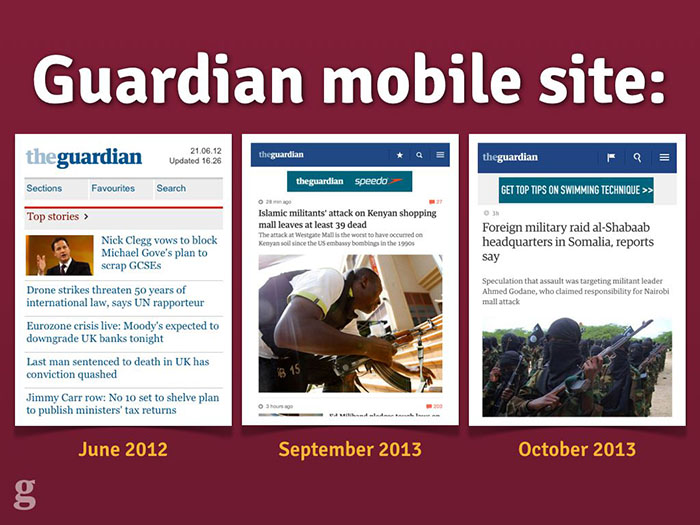 Guardian mobile site:
theguardian
21.06.12
Updated 16.26
Sections
Favourites
Search
Top stories >
Nick Clegg vows to block
Michael Gove's plan to
scrap GCSEs
Drone strikes threaten 50 years of
international law, says UN rapporteur
Eurozone crisis live: Moody's expected to
downgrade UK banks tonight
Last man sentenced to death in UK has
conviction quashed
Jimmy Carr row: No 10 set to shelve plan
to publish ministers' tax returns
June 2012
theguardian
theguardian speedo
28 min ago
27
Islamic militants' attack on Kenyan shopping
mall leaves at least 39 dead
The attack at Westgate Mall is the worst to have occurred on
Kenyan soil since the US embassy bombings in the 1990s
3 hours ago
205
Ed Miliband pledges tough laws on
September 2013
theguardian
GET TOP TIPS ON SWIMMING TECHNIQUE >>
3h
Foreign military raid al-Shabaab
headquarters in Somalia, reports
say
Speculation that assault was targeting militant leader
Ahmed Godane, who claimed responsibility for Nairobi
mall attack
October 2013
g